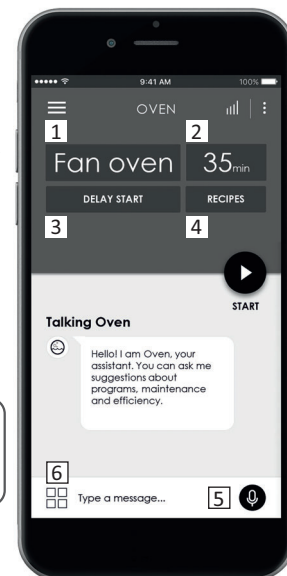 9:41 AM 100%
OVEN
1 2
Fan oven 35min
DELAY START RECIPES
3 4
START
Talking Oven
Hello! I am Oven, your
assistant. You can ask me
suggestions about
programs, maintenance
and efficiency.
6
Type a message... 5